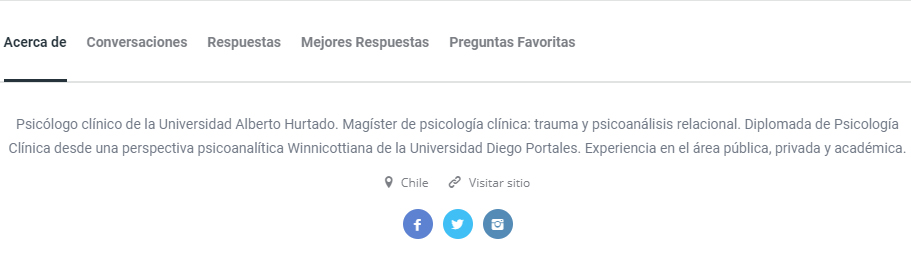 Acerca de Conversaciones Respuestas Mejores Respuestas Preguntas Favoritas
Psicólogo clínico de la Universidad Alberto Hurtado. Magíster de psicología clínica: trauma y psicoanálisis relacional. Diplomada de Psicología
Clínica desde una perspectiva psicoanalítica Winnicottiana de la Universidad Diego Portales. Experiencia en el área pública, privada y académica.
Chile Visitar sitio